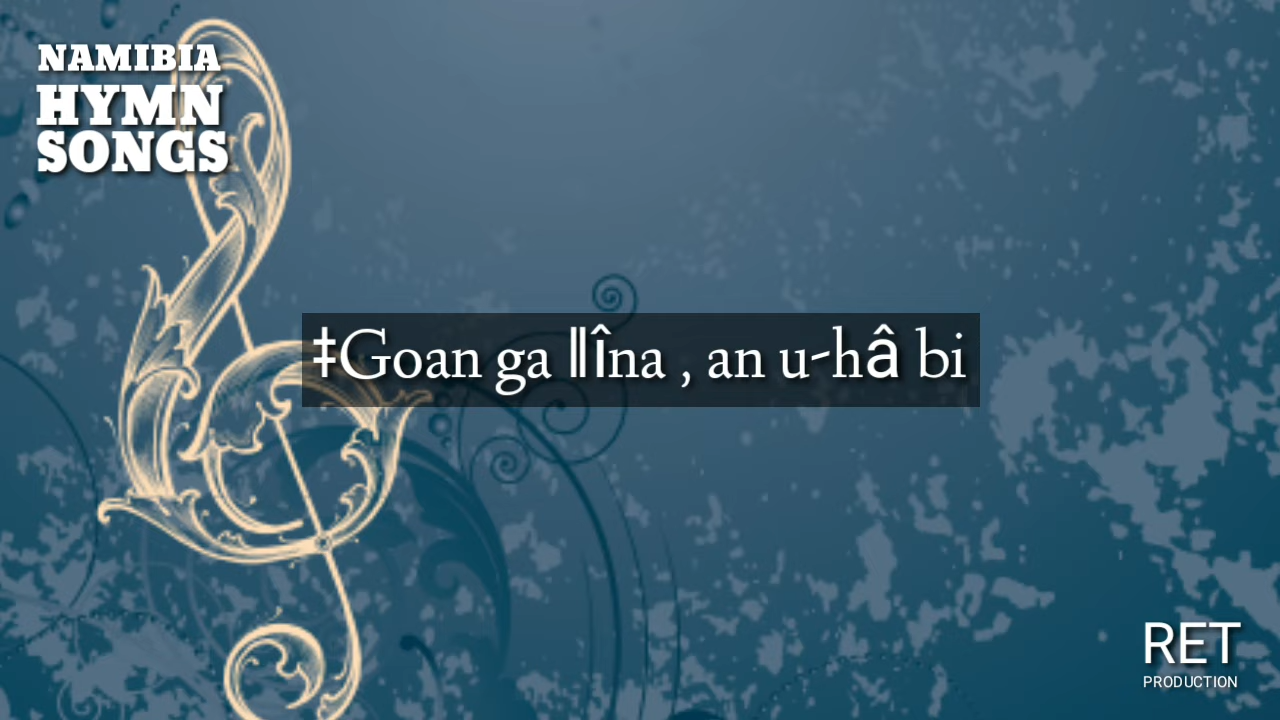 NAMIBIA
HYMN
SONGS
ǂGoan ga ǁîna , an u-hâ bi
RET
PRODUCTION